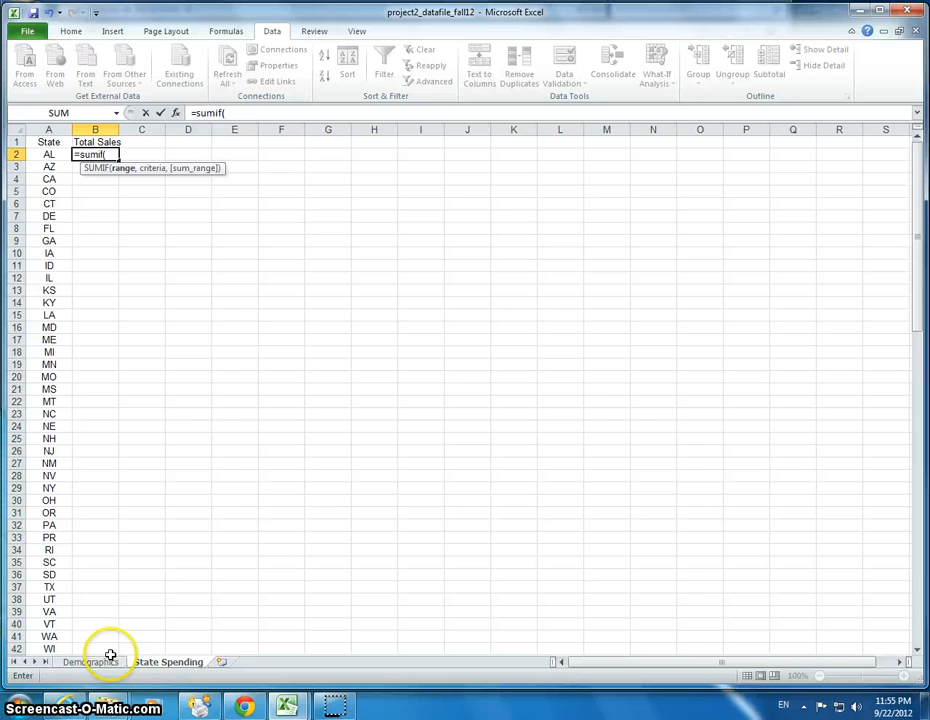 project2_datafile_fall12 - Microsoft Excel
File Home Insert Page Layout Formulas Data Review View
From Access
From Web
From Text
From Other Sources
Existing Connections
Get External Data
Refresh All
Connections
Properties
Edit Links
Connections
Sort
Filter
Clear
Reapply
Advanced
Sort & Filter
Text to Columns
Remove Duplicates
Data Validation
Consolidate
What-If Analysis
Data Tools
Group
Ungroup
Subtotal
Show Detail
Hide Detail
Outline
SUM fx =sumif(
A B C D E F G H I J K L M N O P Q R S
1 State Total Sales
2 AL =sumif(
SUMIF(range, criteria, [sum_range])
3 AZ
4 CA
5 CO
6 CT
7 DE
8 FL
9 GA
10 IA
11 ID
12 IL
13 KS
14 KY
15 LA
16 MD
17 ME
18 MI
19 MN
20 MO
21 MS
22 MT
23 NC
24 NE
25 NH
26 NJ
27 NM
28 NV
29 NY
30 OH
31 OR
32 PA
33 PR
34 RI
35 SC
36 SD
37 TX
38 UT
39 VA
40 VT
41 WA
42 WI
Demographics State Spending
Enter 100%
Screencast-O-Matic.com
EN 11:55 PM
9/22/2012